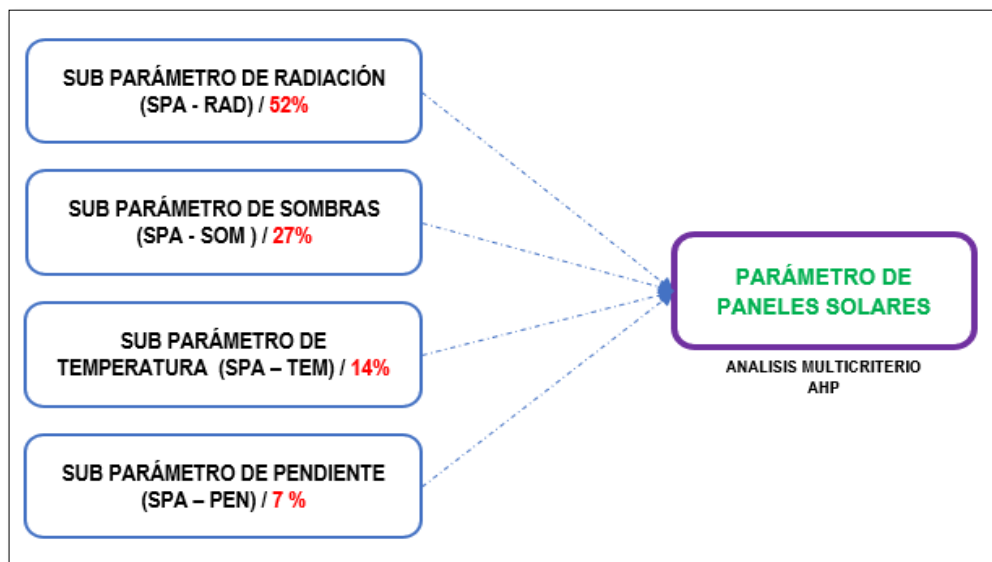 SUB PARÁMETRO DE RADIACIÓN
(SPA - RAD) / 52%
SUB PARÁMETRO DE SOMBRAS
(SPA - SOM ) / 27%
SUB PARÁMETRO DE
TEMPERATURA (SPA – TEM) / 14%
SUB PARÁMETRO DE PENDIENTE
(SPA – PEN) / 7 %
PARÁMETRO DE
PANELES SOLARES
ANALISIS MULTICRITERIO
AHP